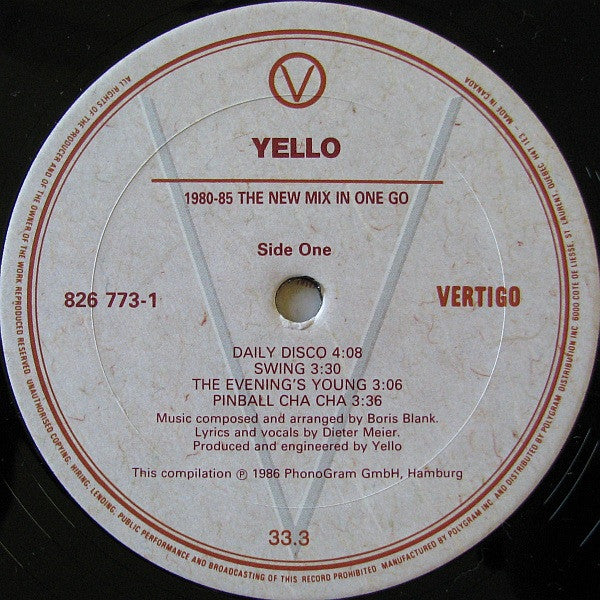 V
YELLO
1980-85 THE NEW MIX IN ONE GO
Side One
826 773-1
VERTIGO
DAILY DISCO 4:08
SWING 3:30
THE EVENING'S YOUNG 3:06
PINBALL CHA CHA 3:36
Music composed and arranged by Boris Blank.
Lyrics and vocals by Dieter Meier.
Produced and engineered by Yello
This compilation ℗ 1986 PhonoGram GmbH, Hamburg
33.3
ALL RIGHTS OF THE PRODUCER AND OF THE OWNER OF THE WORK REPRODUCED RESERVED. UNAUTHORISED COPYING, HIRING, LENDING, PUBLIC PERFORMANCE AND BROADCASTING OF THIS RECORD PROHIBITED MANUFACTURED BY POLYGRAM INC. AND DISTRIBUTED BY POLYGRAM DISTRIBUTION INC. 6000 COTE DE LIESSE, ST LAURENT, QUEBEC H4T 1E3 – MADE IN CANADA